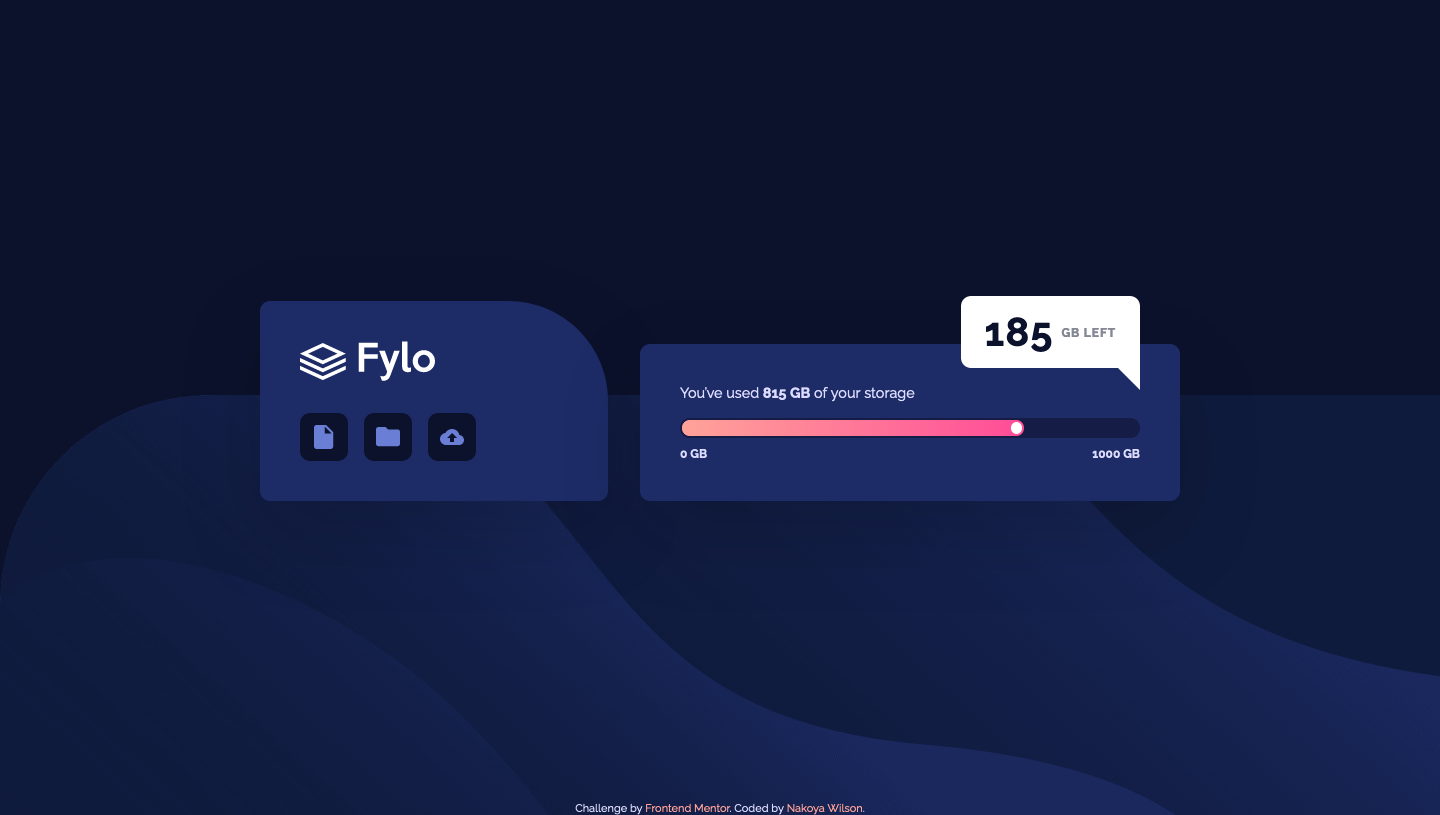 Fylo
185 GB LEFT
You've used 815 GB of your storage
0 GB 1000 GB
Challenge by Frontend Mentor. Coded by Nakoya Wilson.